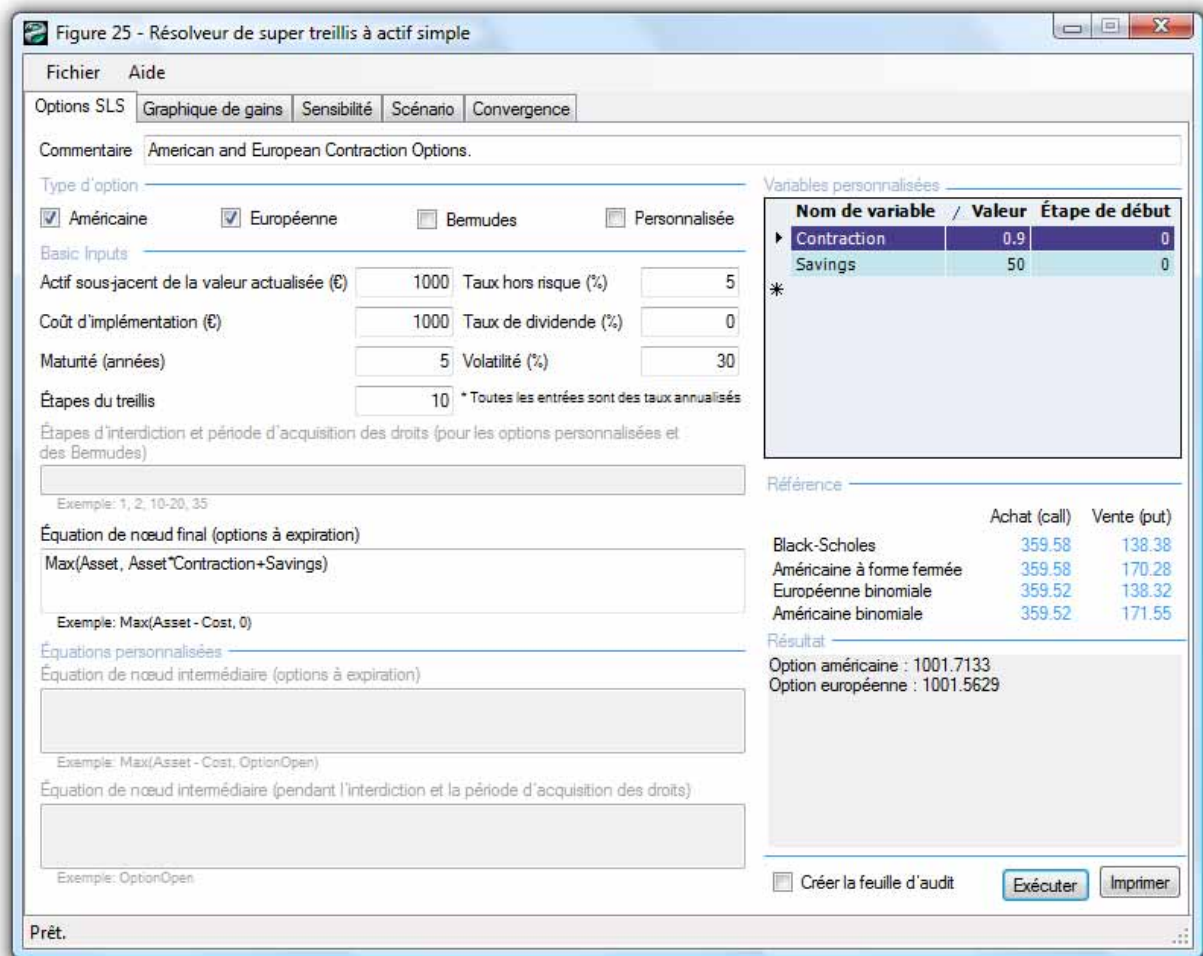 Figure 25 - Résolveur de super treillis à actif simple
Fichier Aide
Options SLS Graphique de gains Sensibilité Scénario Convergence
Commentaire American and European Contraction Options.
Type d'option
Américaine Européenne Bermudes Personnalisée
Basic Inputs
Actif sous-jacent de la valeur actualisée (€) 1000 Taux hors risque (%) 5
Coût d'implémentation (€) 1000 Taux de dividende (%) 0
Maturité (années) 5 Volatilité (%) 30
Étapes du treillis 10 * Toutes les entrées sont des taux annualisés
Étapes d'interdiction et période d'acquisition des droits (pour les options personnalisées et
des Bermudes)
Exemple: 1, 2, 10-20, 35
Équation de nœud final (options à expiration)
Max(Asset, Asset*Contraction+Savings)
Exemple: Max(Asset - Cost, 0)
Équations personnalisées
Équation de nœud intermédiaire (options à expiration)
Exemple: Max(Asset - Cost, OptionOpen)
Équation de nœud intermédiaire (pendant l'interdiction et la période d'acquisition des droits)
Exemple: OptionOpen
Variables personnalisées
Nom de variable / Valeur Étape de début
Contraction 0.9 0
Savings 50 0
Référence
Achat (call) Vente (put)
Black-Scholes 359.58 138.38
Américaine à forme fermée 359.58 170.28
Européenne binomiale 359.52 138.32
Américaine binomiale 359.52 171.55
Résultat
Option américaine : 1001.7133
Option européenne : 1001.5629
Créer la feuille d'audit Exécuter Imprimer
Prêt.